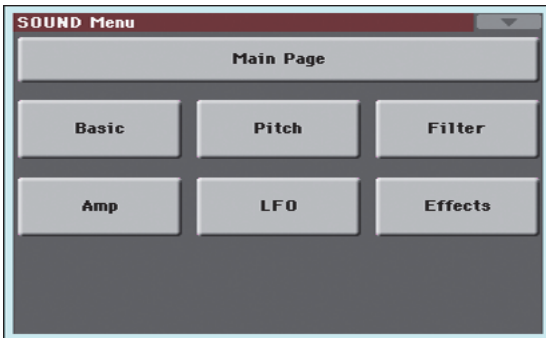 SOUND Menu
Main Page
Basic Pitch Filter
Amp LFO Effects